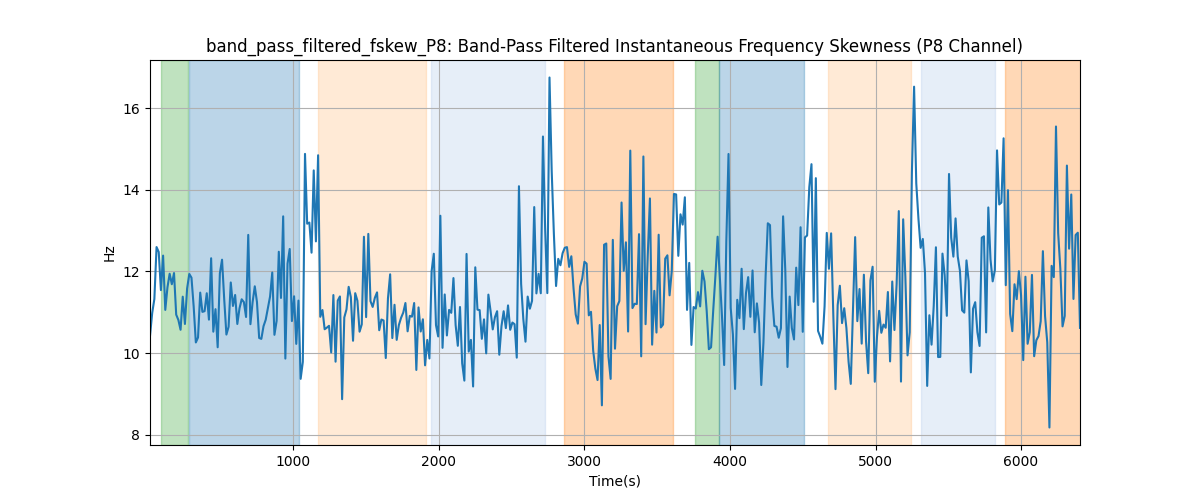 band_pass_filtered_fskew_P8: Band-Pass Filtered Instantaneous Frequency Skewness (P8 Channel)
16
14
12
10
8
Hz
1000 2000 3000 4000 5000 6000
Time(s)